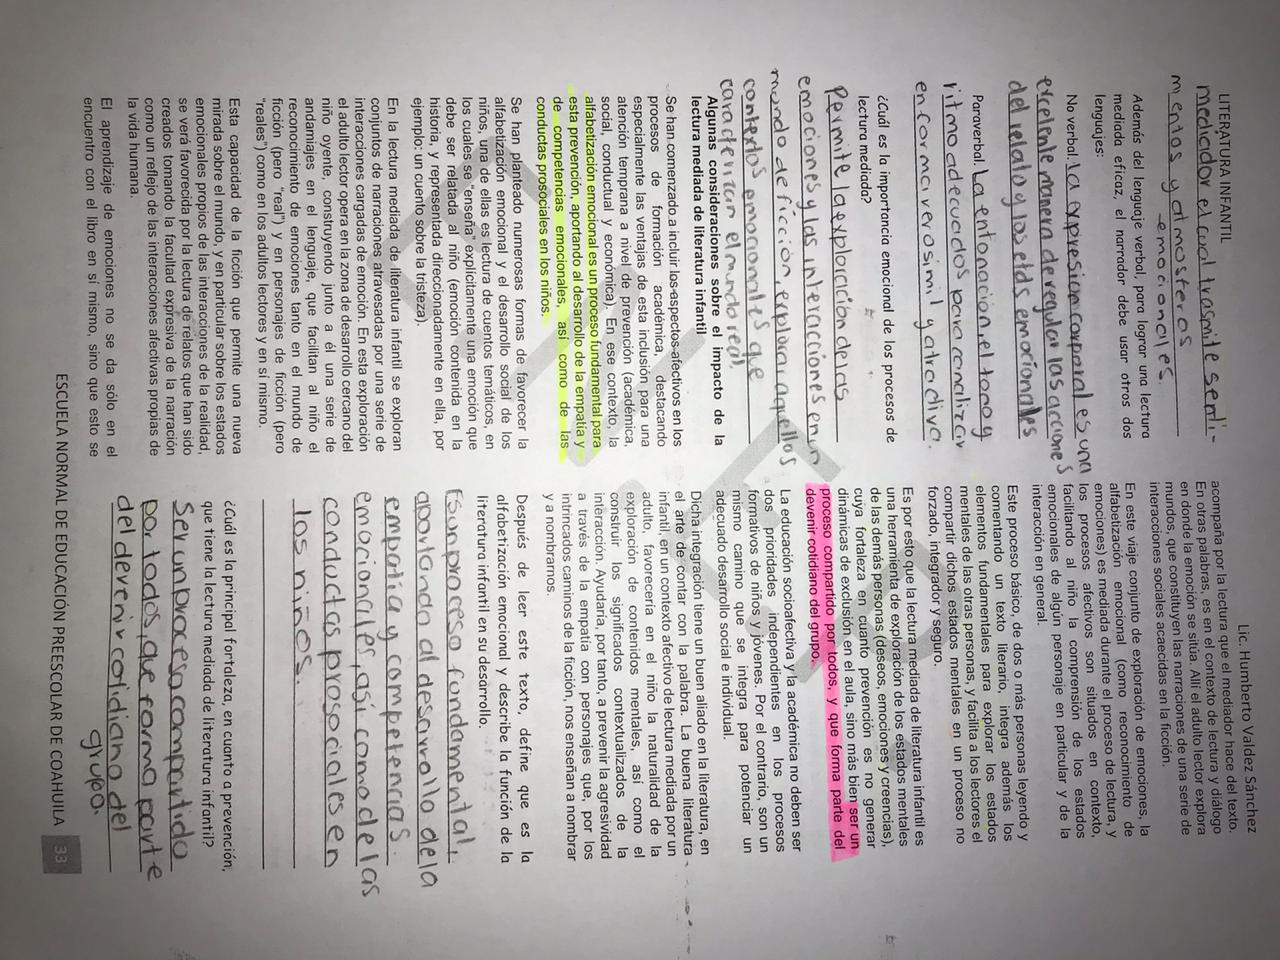 LITERATURA INFANTIL
Lic. Humberto Valdez Sánchez
mediador el cual trasmite senti-
mientos y almosteros
emocionales.
Además del lenguaje verbal, para lograr una lectura
mediada eficaz, el narrador debe usar otros dos
lenguajes:
No verbal. La expresion corporal es una
excelente manera de regular las acciones
del relato y los etds emocionales
Paraverbal. La entonacion, el tono y
ritmo adecuados para canalizar
en forma verosimil y atractiva.
¿Cuál es la importancia emocional de los procesos de
lectura mediada?
Permite la exploración de las
emociones y las interacciones en un
mundo de ficción, explorar aquellos
contextos emocionales que
caracterizan el mundo real.
Algunas consideraciones sobre el impacto de la
lectura mediada de literatura infantil
Se han comenzado a incluir los aspectos afectivos en los
procesos de formación académica, destacando
especialmente las ventajas de esta inclusión para una
atención temprana a nivel de prevención (académica,
social, conductual y económica). En ese contexto, la
alfabetización emocional es un proceso fundamental para
esta prevención, aportando al desarrollo de la empatía y
de competencias emocionales, así como de las
conductas prosociales en los niños.
Se han planteado numerosas formas de favorecer la
alfabetización emocional y el desarrollo social de los
niños, una de ellas es lectura de cuentos temáticos, en
los cuales se "enseña" explícitamente una emoción que
debe ser relatada al niño (emoción contenida en la
historia, y representada direccionadamente en ella, por
ejemplo: un cuento sobre la tristeza).
En la lectura mediada de literatura infantil se exploran
conjuntos de narraciones atravesadas por una serie de
interacciones cargadas de emoción. En esta exploración
el adulto lector opera en la zona de desarrollo cercano del
niño oyente, construyendo junto a él una serie de
andamiajes en el lenguaje, que facilitan al niño el
reconocimiento de emociones tanto en el mundo de
ficción (pero "real") y en personajes de ficción (pero
"reales") como en los adultos lectores y en sí mismo.
Esta capacidad de la ficción que permite una nueva
mirada sobre el mundo, y en particular sobre los estados
emocionales propios de las interacciones de la realidad,
se verá favorecida por la lectura de relatos que han sido
creados tomando la facultad expresiva de la narración
como un reflejo de las interacciones afectivas propias de
la vida humana.
El aprendizaje de emociones no se da sólo en el
encuentro con el libro en sí mismo, sino que esto se
acompaña por la lectura que el mediador hace del texto.
En otras palabras, es en el contexto de lectura y diálogo
en donde la emoción se sitúa. Allí el adulto lector explora
mundos, que constituyen las narraciones de una serie de
interacciones sociales acaecidas en la ficción.
En este viaje conjunto de exploración de emociones, la
alfabetización emocional (como reconocimiento de
emociones) es mediada durante el proceso de lectura, y
los procesos afectivos son situados en contexto,
facilitando al niño la comprensión de los estados
emocionales de algún personaje en particular y de la
interacción en general.
Este proceso básico, de dos o más personas leyendo y
comentando un texto literario, integra además los
elementos fundamentales para explorar los estados
mentales de las otras personas, y facilita a los lectores el
compartir dichos estados mentales en un proceso no
forzado, integrador y seguro.
Es por esto que la lectura mediada de literatura infantil es
una herramienta de exploración de los estados mentales
de las demás personas (deseos, emociones y creencias),
cuya fortaleza en cuanto prevención es no generar
dinámicas de exclusión en el aula, sino más bien ser un
proceso compartido por todos, y que forma parte del
devenir cotidiano del grupo.
La educación socioafectiva y la académica no deben ser
dos prioridades independientes en los procesos
formativos de niños y jóvenes. Por el contrario, son un
mismo camino que se integra para potenciar un
adecuado desarrollo social e individual.
Dicha integración tiene un buen aliado en la literatura, en
el arte de contar con la palabra. La buena literatura
infantil, en un contexto afectivo de lectura mediada por un
adulto, favorecería en el niño la naturalidad de la
exploración de contenidos mentales, así como el
construir los significados contextualizados de la
interacción. Ayudaría, por tanto, a prevenir la agresividad
a través de la empatía con personajes que, por los
intrincados caminos de la ficción, nos enseñan a nombrar
y a nombrarnos.
Después de leer este texto, define que es la
alfabetización emocional y describe la función de la
literatura infantil en su desarrollo.
Es un proceso fundamental
aportando al desarrollo de la
empatia y competencias
emocionales, asi como de las
conductas prosociales en
los niños.
¿Cuál es la principal fortaleza, en cuanto a prevención,
que tiene la lectura mediada de literatura infantil?
Ser un proceso compartido
por todos, que forma parte
del devenir cotidiano del
grupo.
ESCUELA NORMAL DE EDUCACIÓN PREESCOLAR DE COAHUILA
33